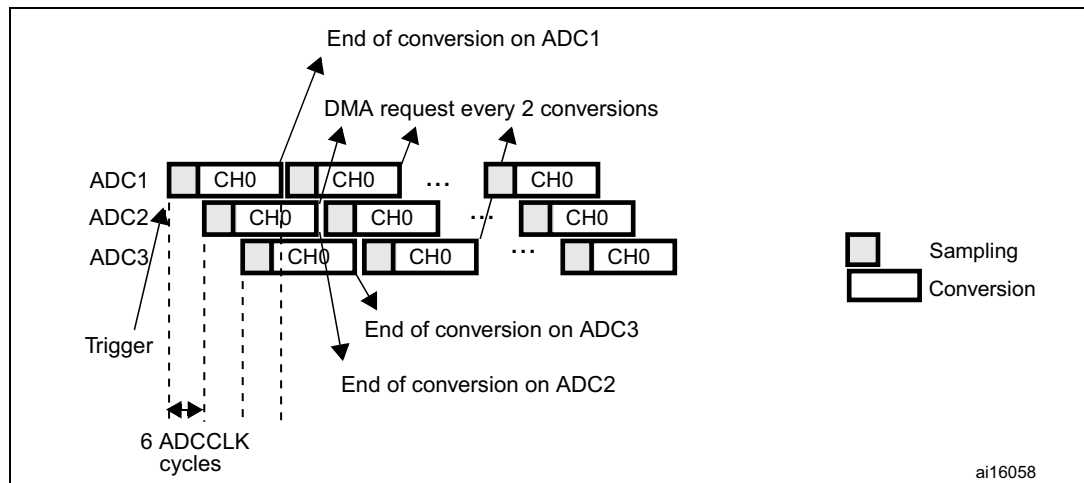 End of conversion on ADC1
DMA request every 2 conversions
ADC1 CH0 CH0 ... CH0
ADC2 CH0 CH0 ... CH0
ADC3 CH0 CH0 ... CH0
Sampling
Conversion
End of conversion on ADC3
Trigger
End of conversion on ADC2
6 ADCCLK
cycles
ai16058